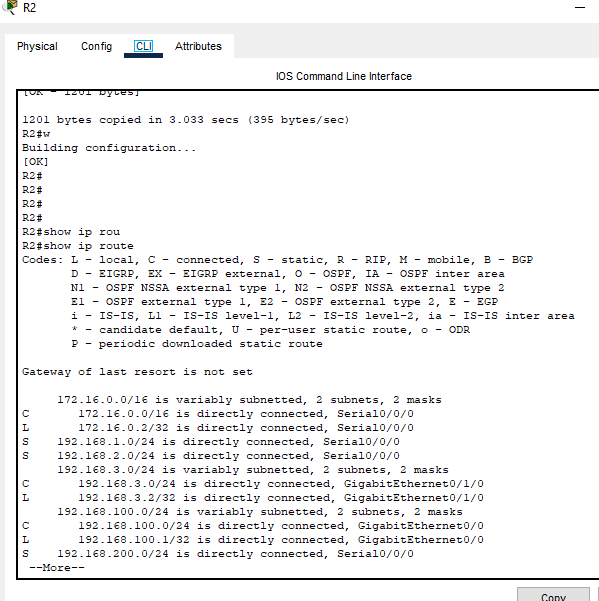 R2
Physical Config CLI Attributes
IOS Command Line Interface
[OK - 1201 bytes]
1201 bytes copied in 3.033 secs (395 bytes/sec)
R2#w
Building configuration...
[OK]
R2#
R2#
R2#
R2#
R2#show ip rou
R2#show ip route
Codes: L - local, C - connected, S - static, R - RIP, M - mobile, B - BGP
D - EIGRP, EX - EIGRP external, O - OSPF, IA - OSPF inter area
N1 - OSPF NSSA external type 1, N2 - OSPF NSSA external type 2
E1 - OSPF external type 1, E2 - OSPF external type 2, E - EGP
i - IS-IS, L1 - IS-IS level-1, L2 - IS-IS level-2, ia - IS-IS inter area
* - candidate default, U - per-user static route, o - ODR
P - periodic downloaded static route
Gateway of last resort is not set
172.16.0.0/16 is variably subnetted, 2 subnets, 2 masks
C 172.16.0.0/16 is directly connected, Serial0/0/0
L 172.16.0.2/32 is directly connected, Serial0/0/0
S 192.168.1.0/24 is directly connected, Serial0/0/0
S 192.168.2.0/24 is directly connected, Serial0/0/0
192.168.3.0/24 is variably subnetted, 2 subnets, 2 masks
C 192.168.3.0/24 is directly connected, GigabitEthernet0/1/0
L 192.168.3.2/32 is directly connected, GigabitEthernet0/1/0
192.168.100.0/24 is variably subnetted, 2 subnets, 2 masks
C 192.168.100.0/24 is directly connected, GigabitEthernet0/0
L 192.168.100.1/32 is directly connected, GigabitEthernet0/0
S 192.168.200.0/24 is directly connected, Serial0/0/0
--More--
Copy